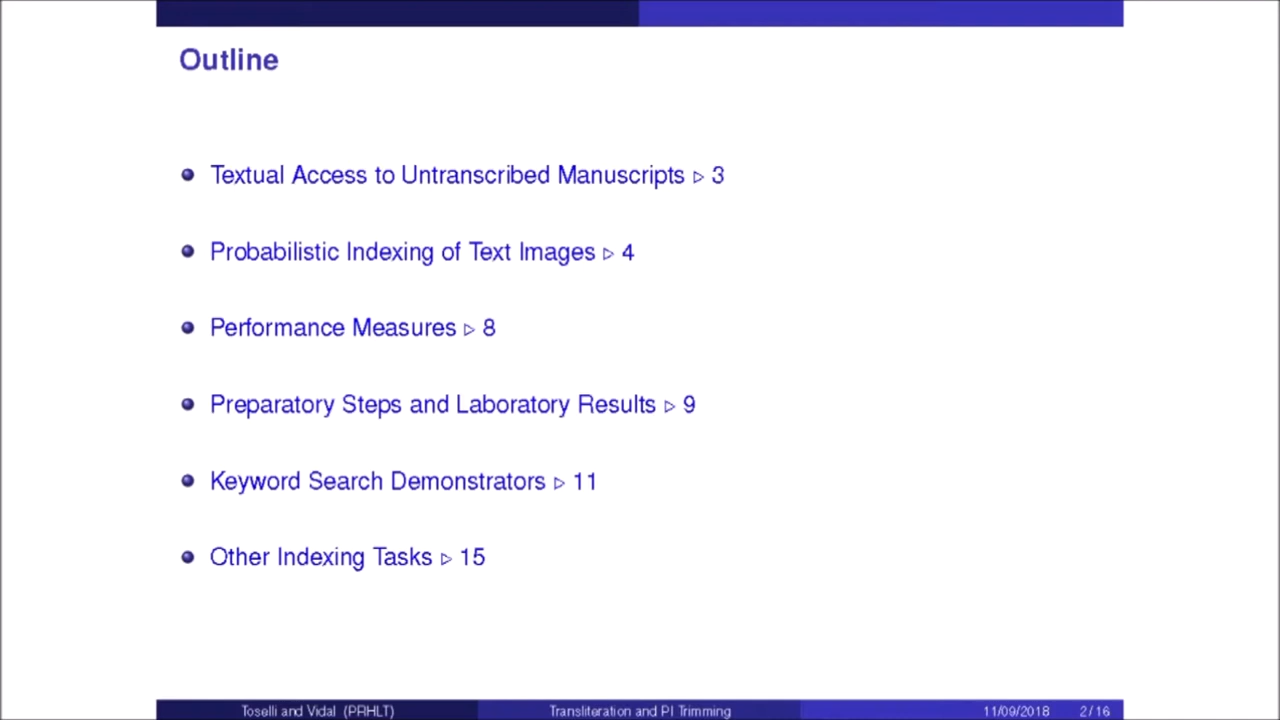 Outline
Textual Access to Untranscribed Manuscripts ▷ 3
Probabilistic Indexing of Text Images ▷ 4
Performance Measures ▷ 8
Preparatory Steps and Laboratory Results ▷ 9
Keyword Search Demonstrators ▷ 11
Other Indexing Tasks ▷ 15
Toselli and Vidal (PRHLT) Transliteration and PI Trimming 11/09/2018 2/16